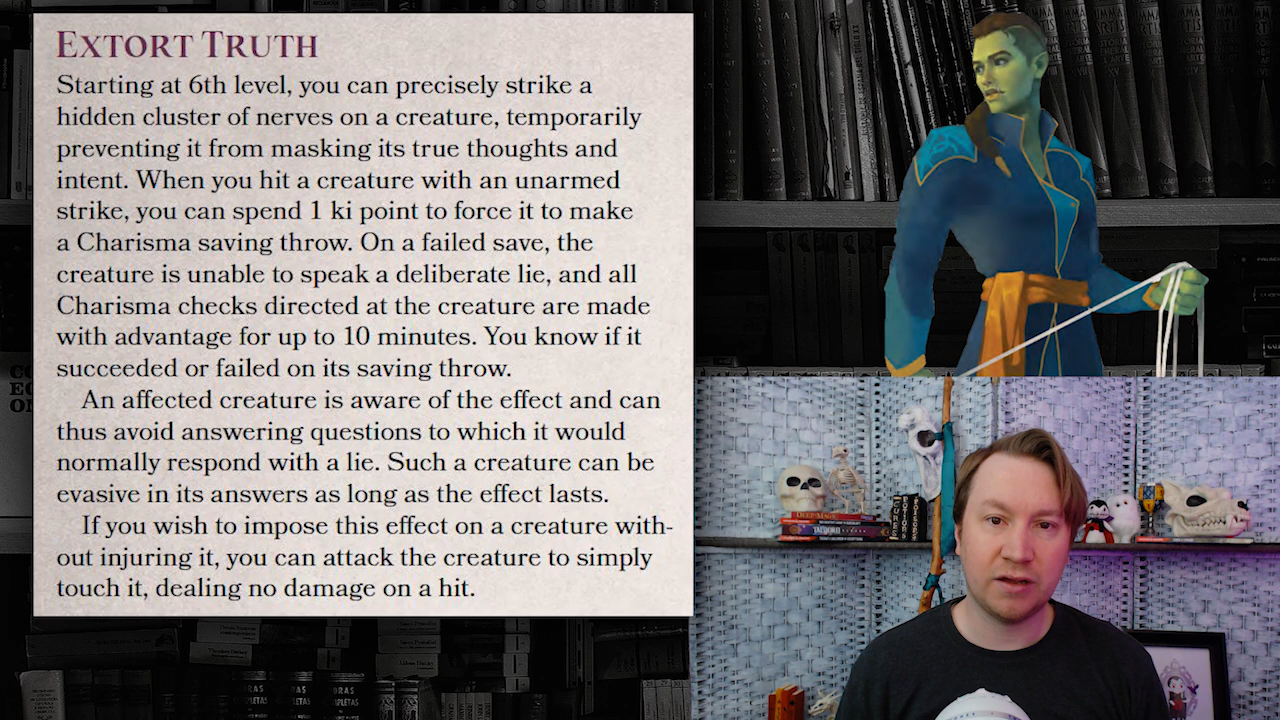 EXTORT TRUTH
Starting at 6th level, you can precisely strike a
hidden cluster of nerves on a creature, temporarily
preventing it from masking its true thoughts and
intent. When you hit a creature with an unarmed
strike, you can spend 1 ki point to force it to make
a Charisma saving throw. On a failed save, the
creature is unable to speak a deliberate lie, and all
Charisma checks directed at the creature are made
with advantage for up to 10 minutes. You know if it
succeeded or failed on its saving throw.
An affected creature is aware of the effect and can
thus avoid answering questions to which it would
normally respond with a lie. Such a creature can be
evasive in its answers as long as the effect lasts.
If you wish to impose this effect on a creature with-
out injuring it, you can attack the creature to simply
touch it, dealing no damage on a hit.